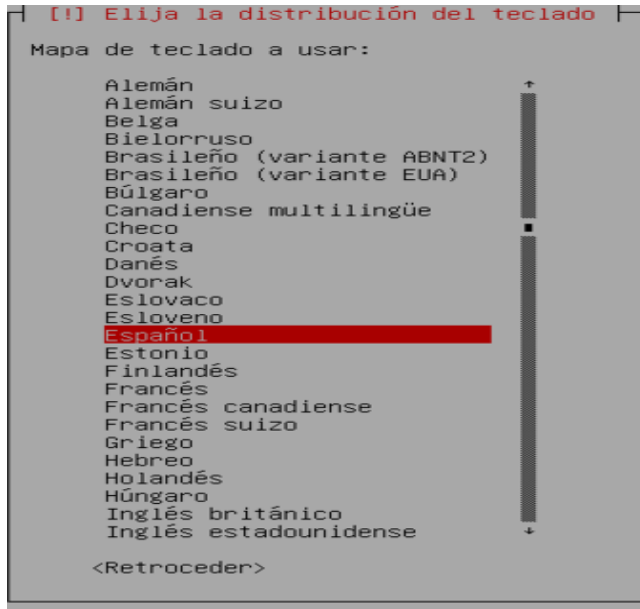 [!] Elija la distribución del teclado
Mapa de teclado a usar:
Alemán
Alemán suizo
Belga
Bielorruso
Brasileño (variante ABNT2)
Brasileño (variante EUA)
Búlgaro
Canadiense multilingüe
Checo
Croata
Danés
Dvorak
Eslovaco
Esloveno
Español
Estonio
Finlandés
Francés
Francés canadiense
Francés suizo
Griego
Hebreo
Holandés
Húngaro
Inglés británico
Inglés estadounidense
<Retroceder>